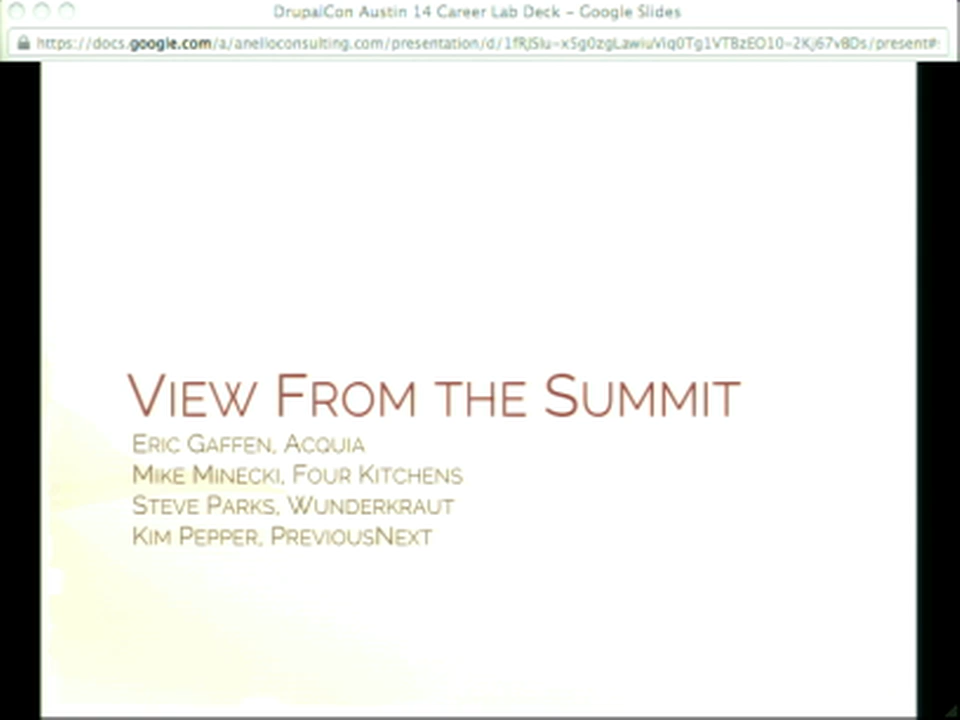 DrupalCon Austin 14 Career Lab Deck – Google Slides
View From the Summit
Eric Gaffen, Acquia
Mike Minecki, Four Kitchens
Steve Parks, Wunderkraut
Kim Pepper, PreviousNext